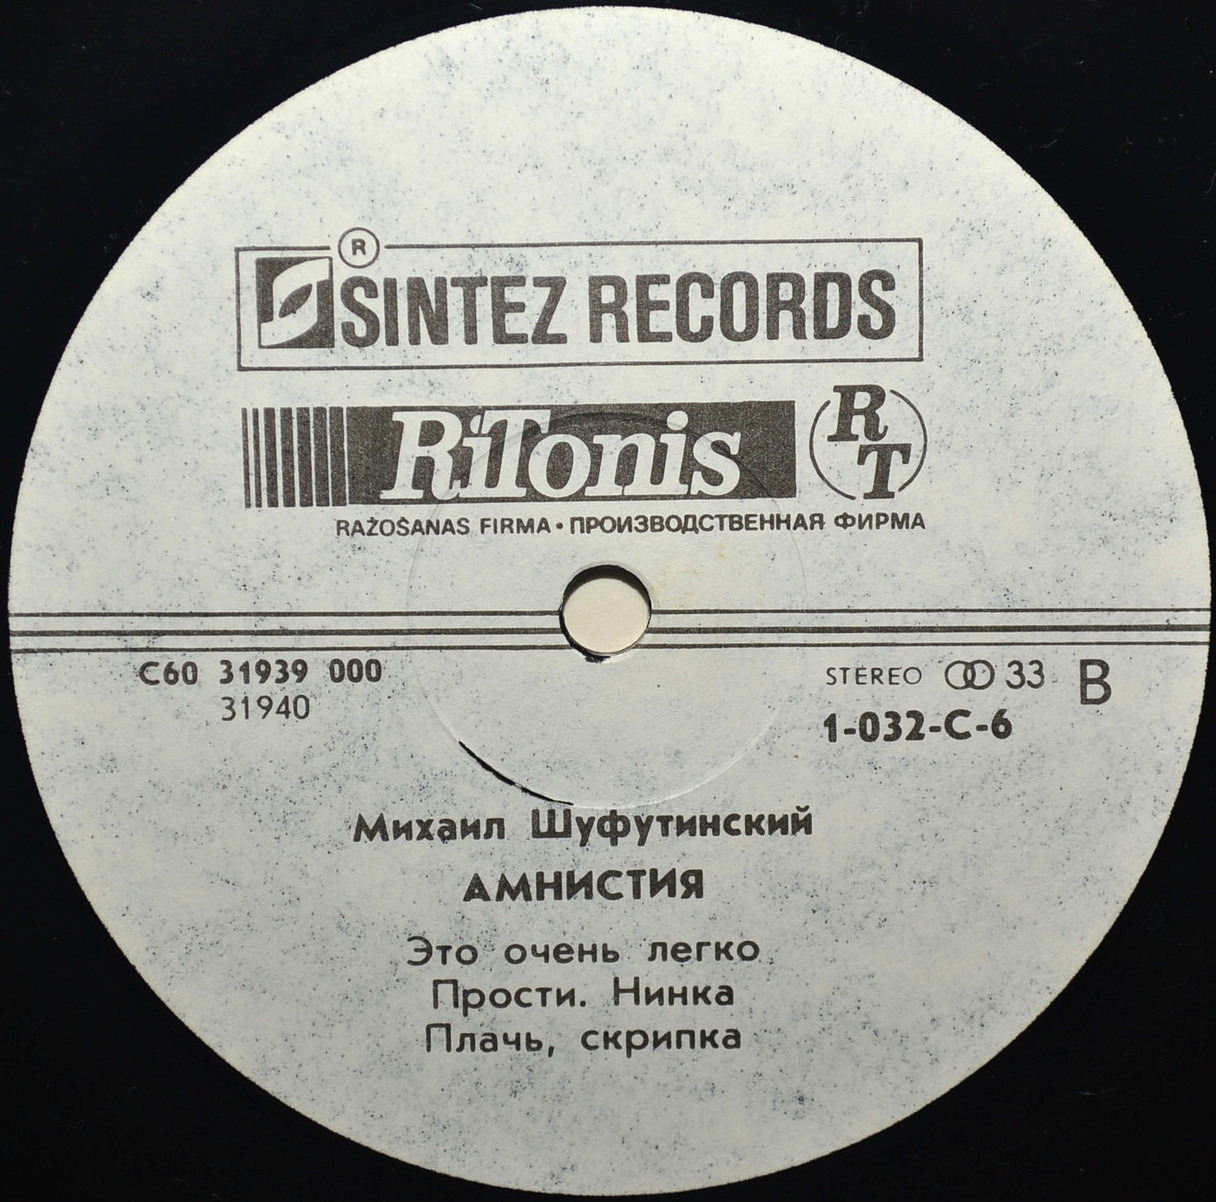 R
SINTEZ RECORDS
RiTonis RT
RAŽOŠANAS FIRMA • ПРОИЗВОДСТВЕННАЯ ФИРМА
С60 31939 000
31940
STEREO 33 B
1-032-C-6
Михаил Шуфутинский
АМНИСТИЯ
Это очень легко
Прости. Нинка
Плачь, скрипка